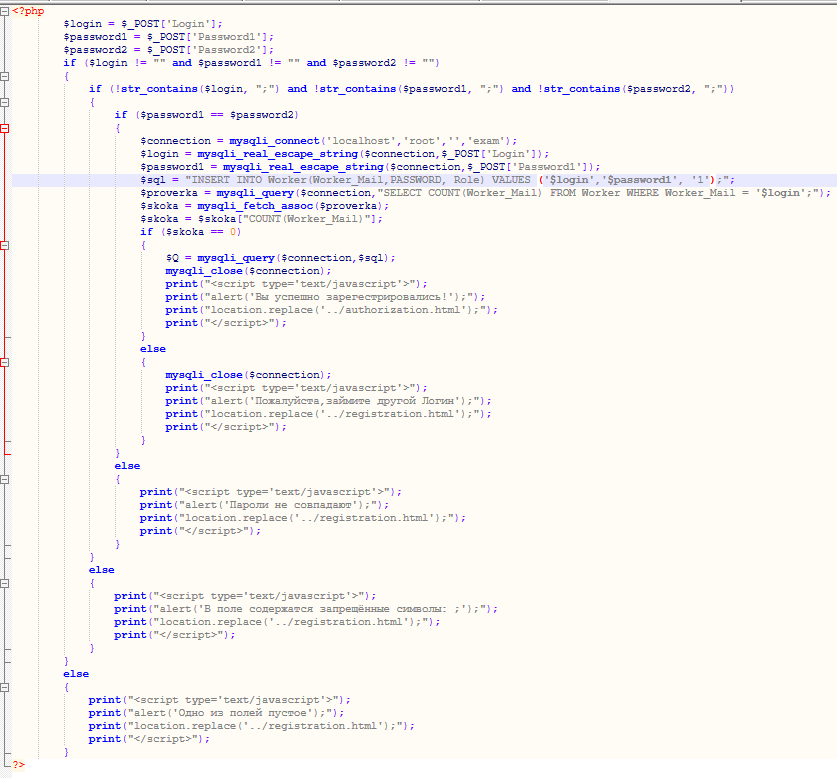 <?php
$login = $_POST['Login'];
$password1 = $_POST['Password1'];
$password2 = $_POST['Password2'];
if ($login != "" and $password1 != "" and $password2 != "")
{
if (!str_contains($login, ";") and !str_contains($password1, ";") and !str_contains($password2, ";"))
{
if ($password1 == $password2)
{
$connection = mysqli_connect('localhost','root','','exam');
$login = mysqli_real_escape_string($connection,$_POST['Login']);
$password1 = mysqli_real_escape_string($connection,$_POST['Password1']);
$sql = "INSERT INTO Worker(Worker_Mail,PASSWORD, Role) VALUES ('$login','$password1', '1');";
$proverka = mysqli_query($connection,"SELECT COUNT(Worker_Mail) FROM Worker WHERE Worker_Mail = '$login';");
$skoka = mysqli_fetch_assoc($proverka);
$skoka = $skoka["COUNT(Worker_Mail)"];
if ($skoka == 0)
{
$Q = mysqli_query($connection,$sql);
mysqli_close($connection);
print("<script type='text/javascript'>");
print("alert('Вы успешно зарегестрировались!');");
print("location.replace('../authorization.html');");
print("</script>");
}
else
{
mysqli_close($connection);
print("<script type='text/javascript'>");
print("alert('Пожалуйста,займите другой Логин');");
print("location.replace('../registration.html');");
print("</script>");
}
}
else
{
print("<script type='text/javascript'>");
print("alert('Пароли не совпадают');");
print("location.replace('../registration.html');");
print("</script>");
}
}
else
{
print("<script type='text/javascript'>");
print("alert('В поле содержатся запрещённые символы: ;');");
print("location.replace('../registration.html');");
print("</script>");
}
}
else
{
print("<script type='text/javascript'>");
print("alert('Одно из полей пустое');");
print("location.replace('../registration.html');");
print("</script>");
}
?>